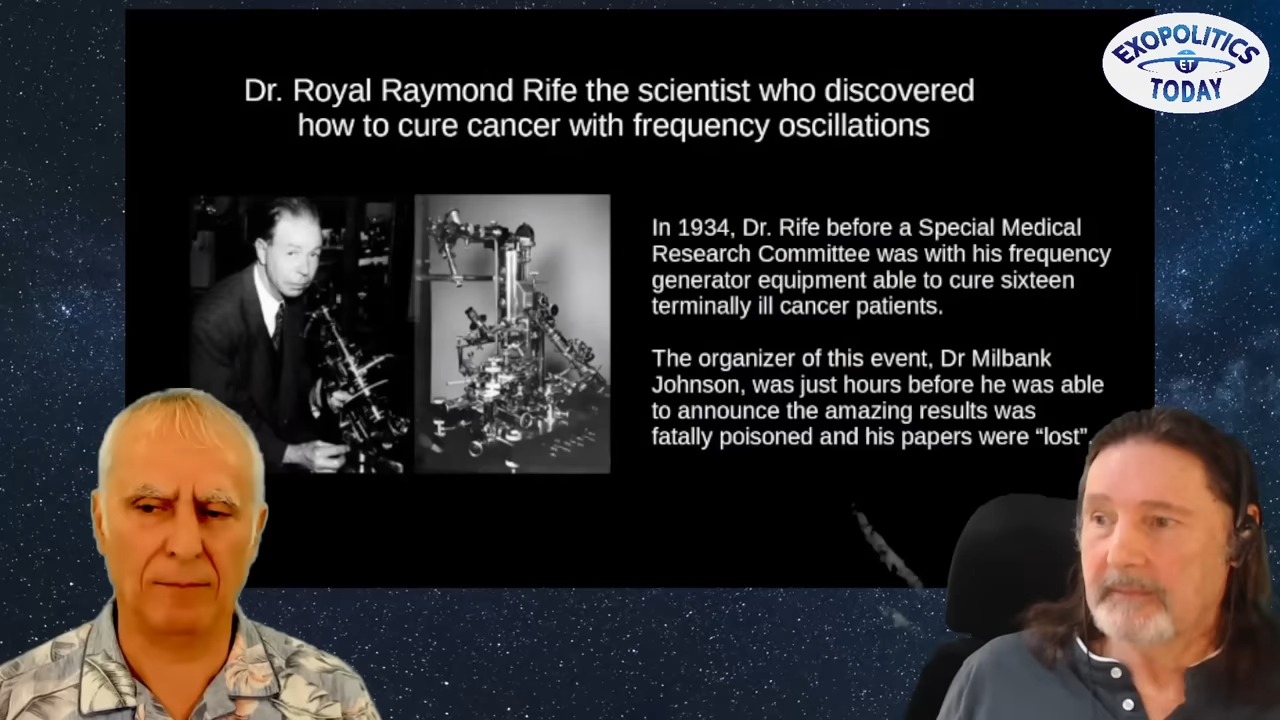 Dr. Royal Raymond Rife the scientist who discovered
how to cure cancer with frequency oscillations
EXOPOLITICS
ET
TODAY
In 1934, Dr. Rife before a Special Medical
Research Committee was with his frequency
generator equipment able to cure sixteen
terminally ill cancer patients.
The organizer of this event, Dr Milbank
Johnson, was just hours before he was able
to announce the amazing results was
fatally poisoned and his papers were “lost”.